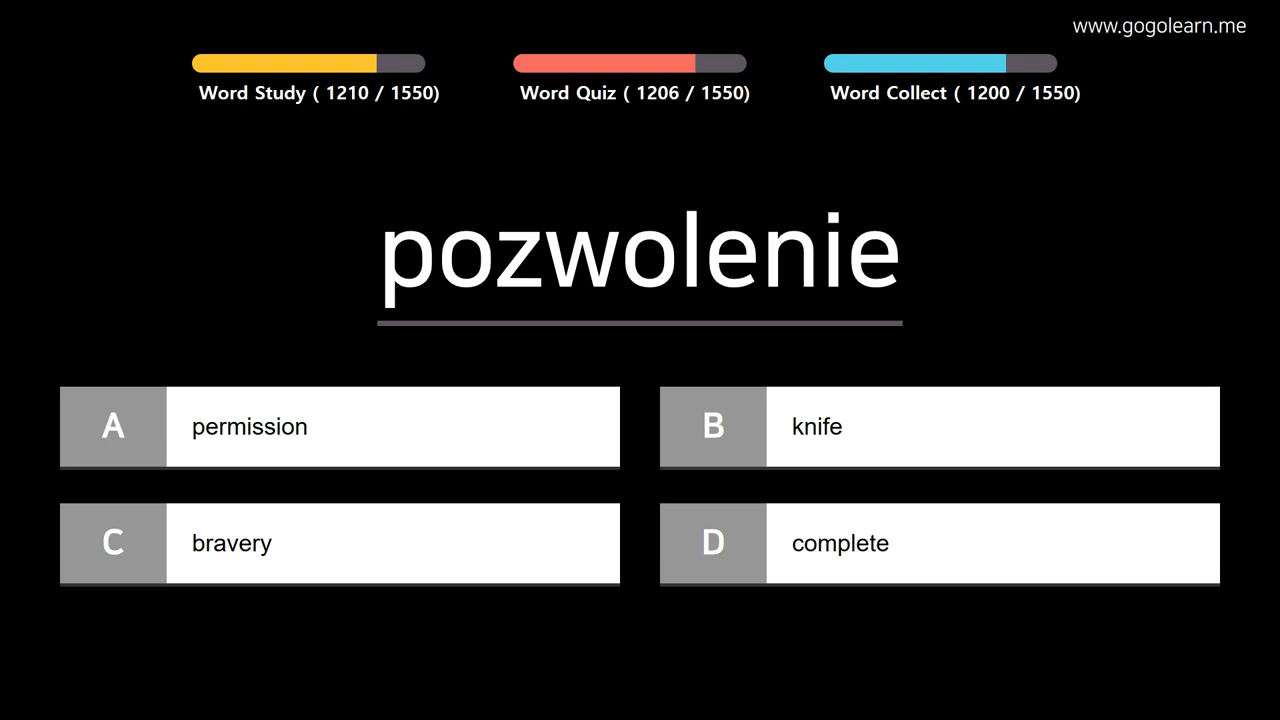 www.gogolearn.me
Word Study ( 1210 / 1550)
Word Quiz ( 1206 / 1550)
Word Collect ( 1200 / 1550)
pozwolenie
A permission
B knife
C bravery
D complete